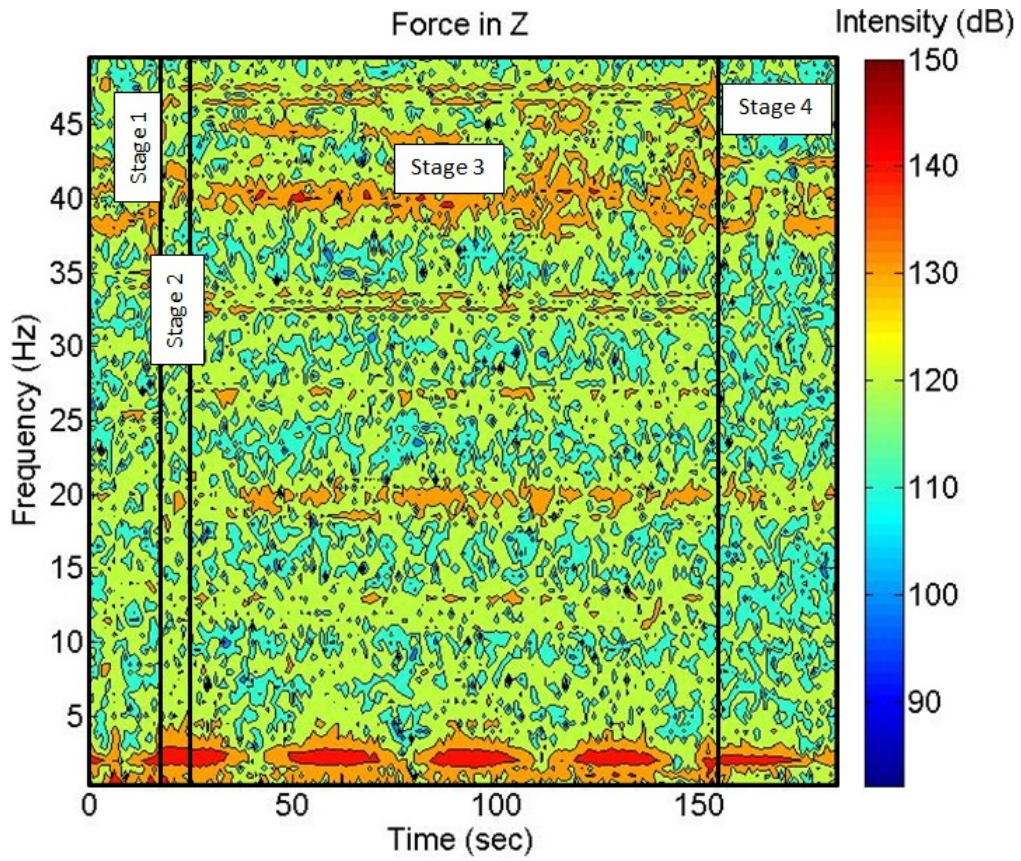 Force in Z
Intensity (dB)
150
140
130
120
110
100
90
Stage 1
Stage 2
Stage 3
Stage 4
45
40
35
30
25
20
15
10
5
Frequency (Hz)
0
50
100
150
Time (sec)